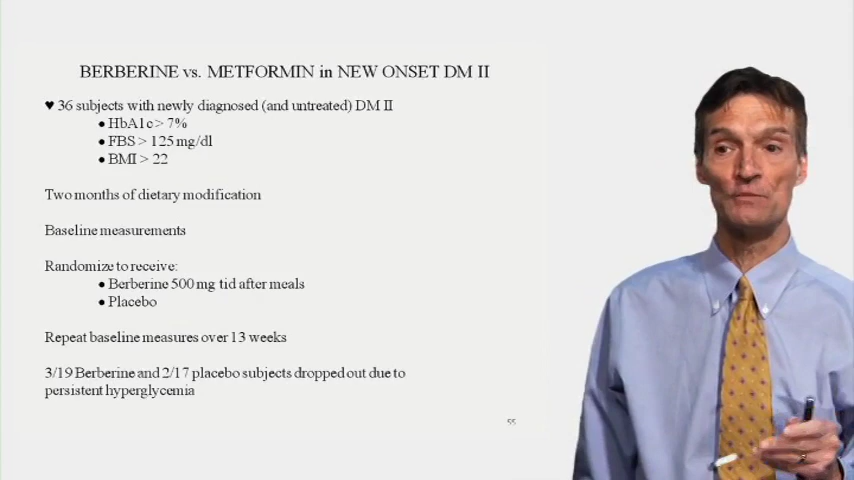 BERBERINE vs. METFORMIN in NEW ONSET DM II
♥ 36 subjects with newly diagnosed (and untreated) DM II
• HbA1c > 7%
• FBS > 125 mg/dl
• BMI > 22
Two months of dietary modification
Baseline measurements
Randomize to receive:
• Berberine 500 mg tid after meals
• Placebo
Repeat baseline measures over 13 weeks
3/19 Berberine and 2/17 placebo subjects dropped out due to
persistent hyperglycemia
55